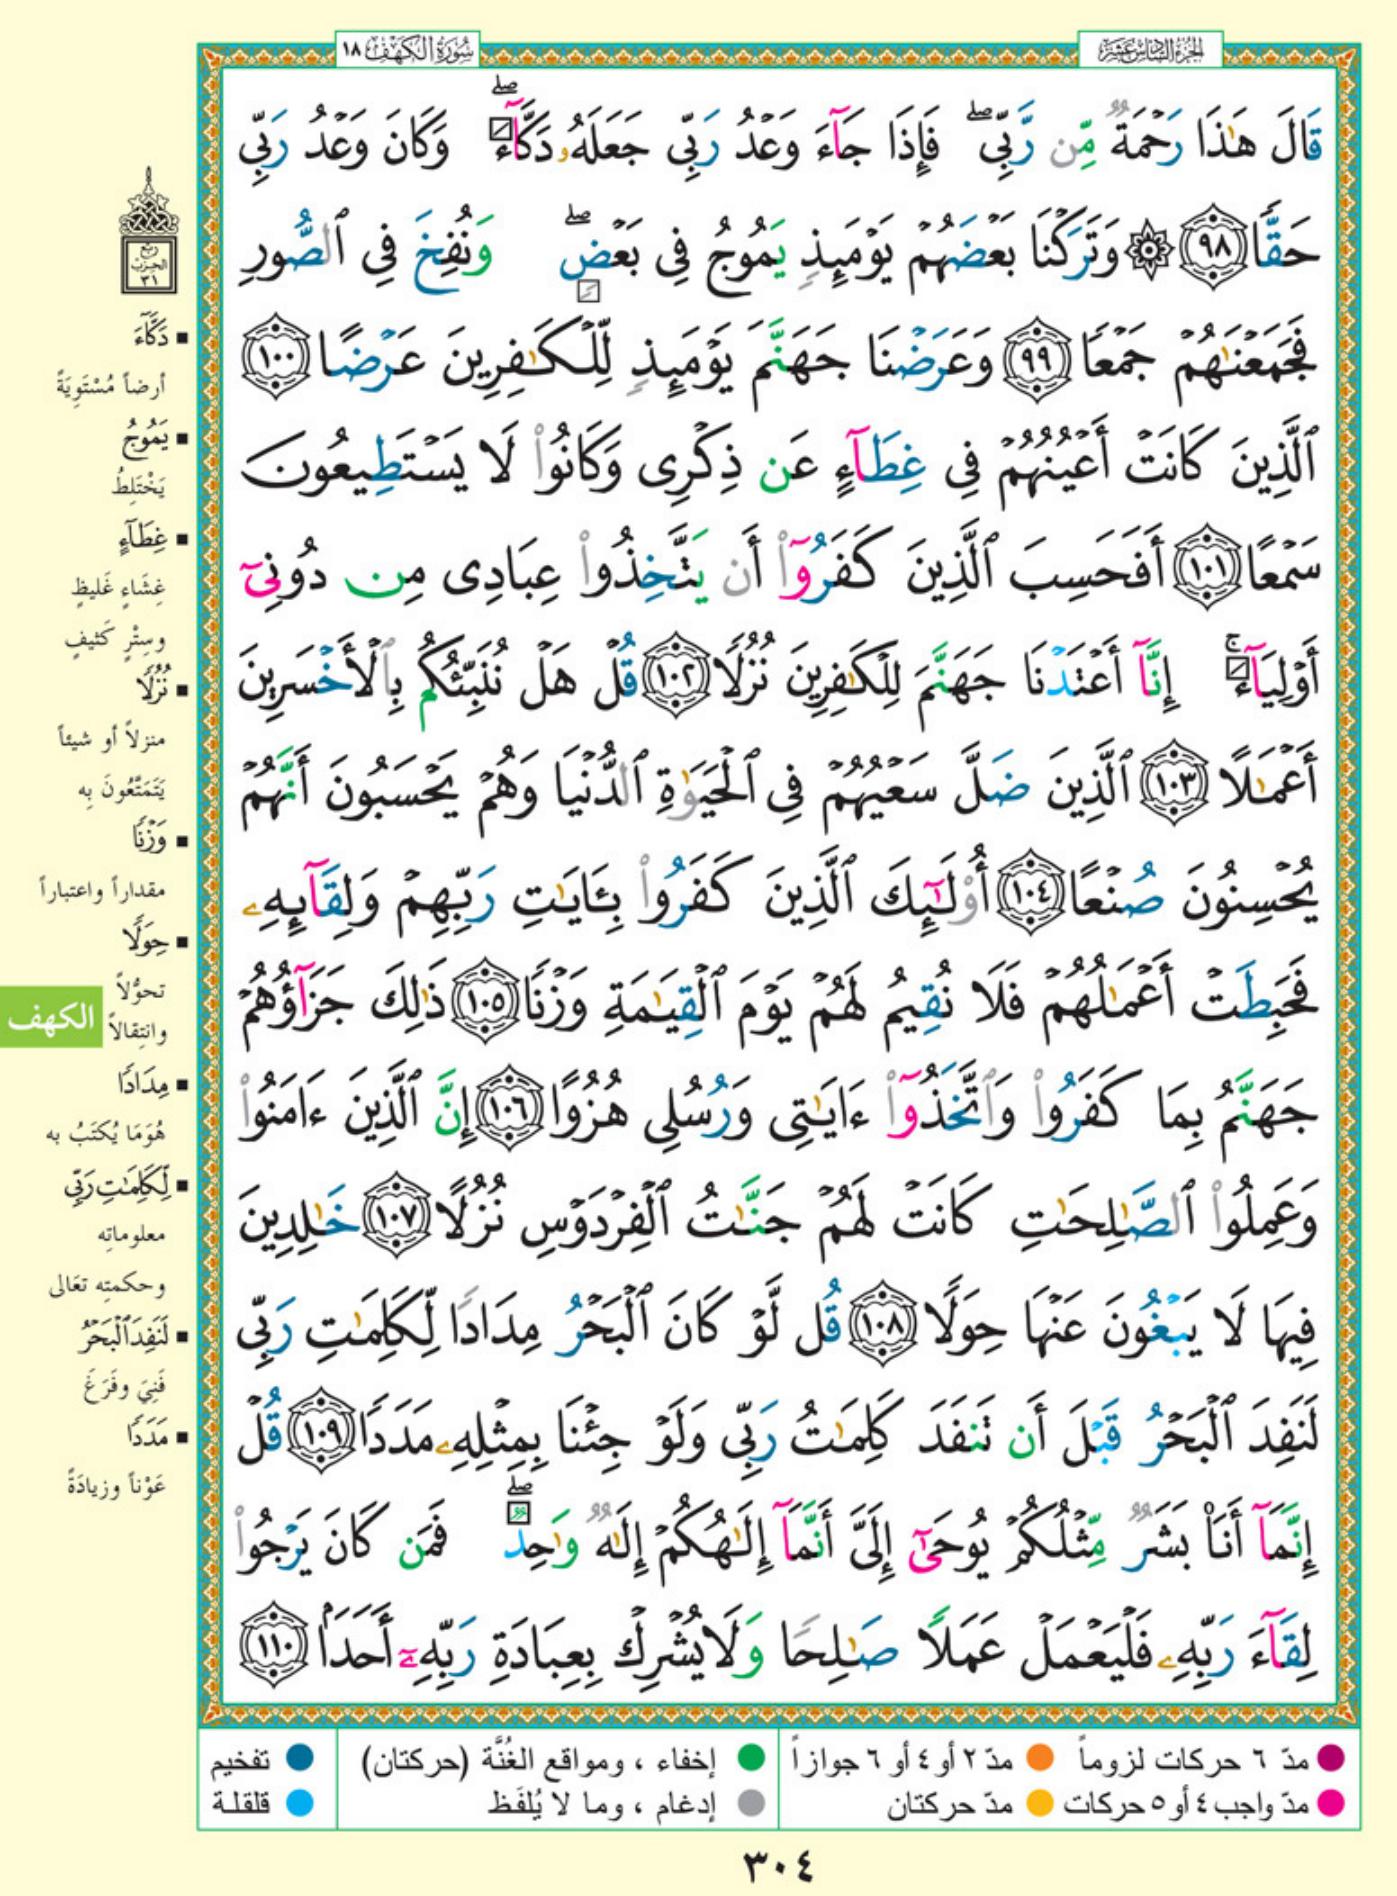 الجزء السادس عشر
سورة الكهف ١٨
قَالَ هَٰذَا رَحْمَةٌ مِّن رَّبِّي ۖ فَإِذَا جَآءَ وَعْدُ رَبِّي جَعَلَهُۥ دَكَّآءَ ۖ وَكَانَ وَعْدُ رَبِّي
حَقًّا ٩٨ ۞ وَتَرَكْنَا بَعْضَهُمْ يَوْمَئِذٍ يَمُوجُ فِي بَعْضٍ ۖ وَنُفِخَ فِي ٱلصُّورِ
فَجَمَعْنَٰهُمْ جَمْعًا ٩٩ وَعَرَضْنَا جَهَنَّمَ يَوْمَئِذٍ لِّلْكَٰفِرِينَ عَرْضًا ١٠٠
ٱلَّذِينَ كَانَتْ أَعْيُنُهُمْ فِي غِطَآءٍ عَن ذِكْرِي وَكَانُوا۟ لَا يَسْتَطِيعُونَ
سَمْعًا ١٠١ أَفَحَسِبَ ٱلَّذِينَ كَفَرُوٓا۟ أَن يَتَّخِذُوا۟ عِبَادِي مِن دُونِيٓ
أَوْلِيَآءَ ۚ إِنَّآ أَعْتَدْنَا جَهَنَّمَ لِلْكَٰفِرِينَ نُزُلًا ١٠٢ قُلْ هَلْ نُنَبِّئُكُم بِٱلْأَخْسَرِينَ
أَعْمَٰلًا ١٠٣ ٱلَّذِينَ ضَلَّ سَعْيُهُمْ فِي ٱلْحَيَوٰةِ ٱلدُّنْيَا وَهُمْ يَحْسَبُونَ أَنَّهُمْ
يُحْسِنُونَ صُنْعًا ١٠٤ أُو۟لَٰٓئِكَ ٱلَّذِينَ كَفَرُوا۟ بِـَٔايَٰتِ رَبِّهِمْ وَلِقَآئِهِۦ
فَحَبِطَتْ أَعْمَٰلُهُمْ فَلَا نُقِيمُ لَهُمْ يَوْمَ ٱلْقِيَٰمَةِ وَزْنًا ١٠٥ ذَٰلِكَ جَزَآؤُهُمْ
جَهَنَّمُ بِمَا كَفَرُوا۟ وَٱتَّخَذُوٓا۟ ءَايَٰتِي وَرُسُلِي هُزُوًا ١٠٦ إِنَّ ٱلَّذِينَ ءَامَنُوا۟
وَعَمِلُوا۟ ٱلصَّٰلِحَٰتِ كَانَتْ لَهُمْ جَنَّٰتُ ٱلْفِرْدَوْسِ نُزُلًا ١٠٧ خَٰلِدِينَ
فِيهَا لَا يَبْغُونَ عَنْهَا حِوَلًا ١٠٨ قُل لَّوْ كَانَ ٱلْبَحْرُ مِدَادًا لِّكَلِمَٰتِ رَبِّي
لَنَفِدَ ٱلْبَحْرُ قَبْلَ أَن تَنفَدَ كَلِمَٰتُ رَبِّي وَلَوْ جِئْنَا بِمِثْلِهِۦ مَدَدًا ١٠٩ قُلْ
إِنَّمَآ أَنَا۠ بَشَرٌ مِّثْلُكُمْ يُوحَىٰٓ إِلَيَّ أَنَّمَآ إِلَٰهُكُمْ إِلَٰهٌ وَٰحِدٌ ۖ فَمَن كَانَ يَرْجُوا۟
لِقَآءَ رَبِّهِۦ فَلْيَعْمَلْ عَمَلًا صَٰلِحًا وَلَا يُشْرِكْ بِعِبَادَةِ رَبِّهِۦٓ أَحَدًۢا ١١٠
ربع
الحزب
٣١
▪ دَكَّآءَ
أرضاً مُسْتَوِيَةً
▪ يَمُوجُ
يَخْتَلِطُ
▪ غِطَآءٍ
غِشَاءٍ غَليظٍ
وسِتْرٍ كَثيفٍ
▪ نُزُلًا
منزلاً أو شيئاً
يَتَمَتَّعُونَ بِه
▪ وَزْنًا
مقداراً واعتباراً
▪ حِوَلًا
تحوُّلاً
وانتِقالاً
الكهف
▪ مِدَادًا
هُوَمَا يُكتَبُ به
▪ لِّكَلِمَٰتِ رَبِّي
معلوماتِه
وحكمتِه تعَالى
▪ لَنَفِدَ ٱلْبَحْرُ
فَنِيَ وفَرَغَ
▪ مَدَدًا
عَوْناً وزيادَةً
مدّ ٦ حركات لزوماً مدّ ٢ أو ٤ أو ٦ جوازاً إخفاء ، ومواقع الغُنَّة (حركتان) تفخيم
مدّ واجب ٤ أو ٥ حركات مدّ حركتان إدغام ، وما لا يُلفَظ قلقلة
٣٠٤